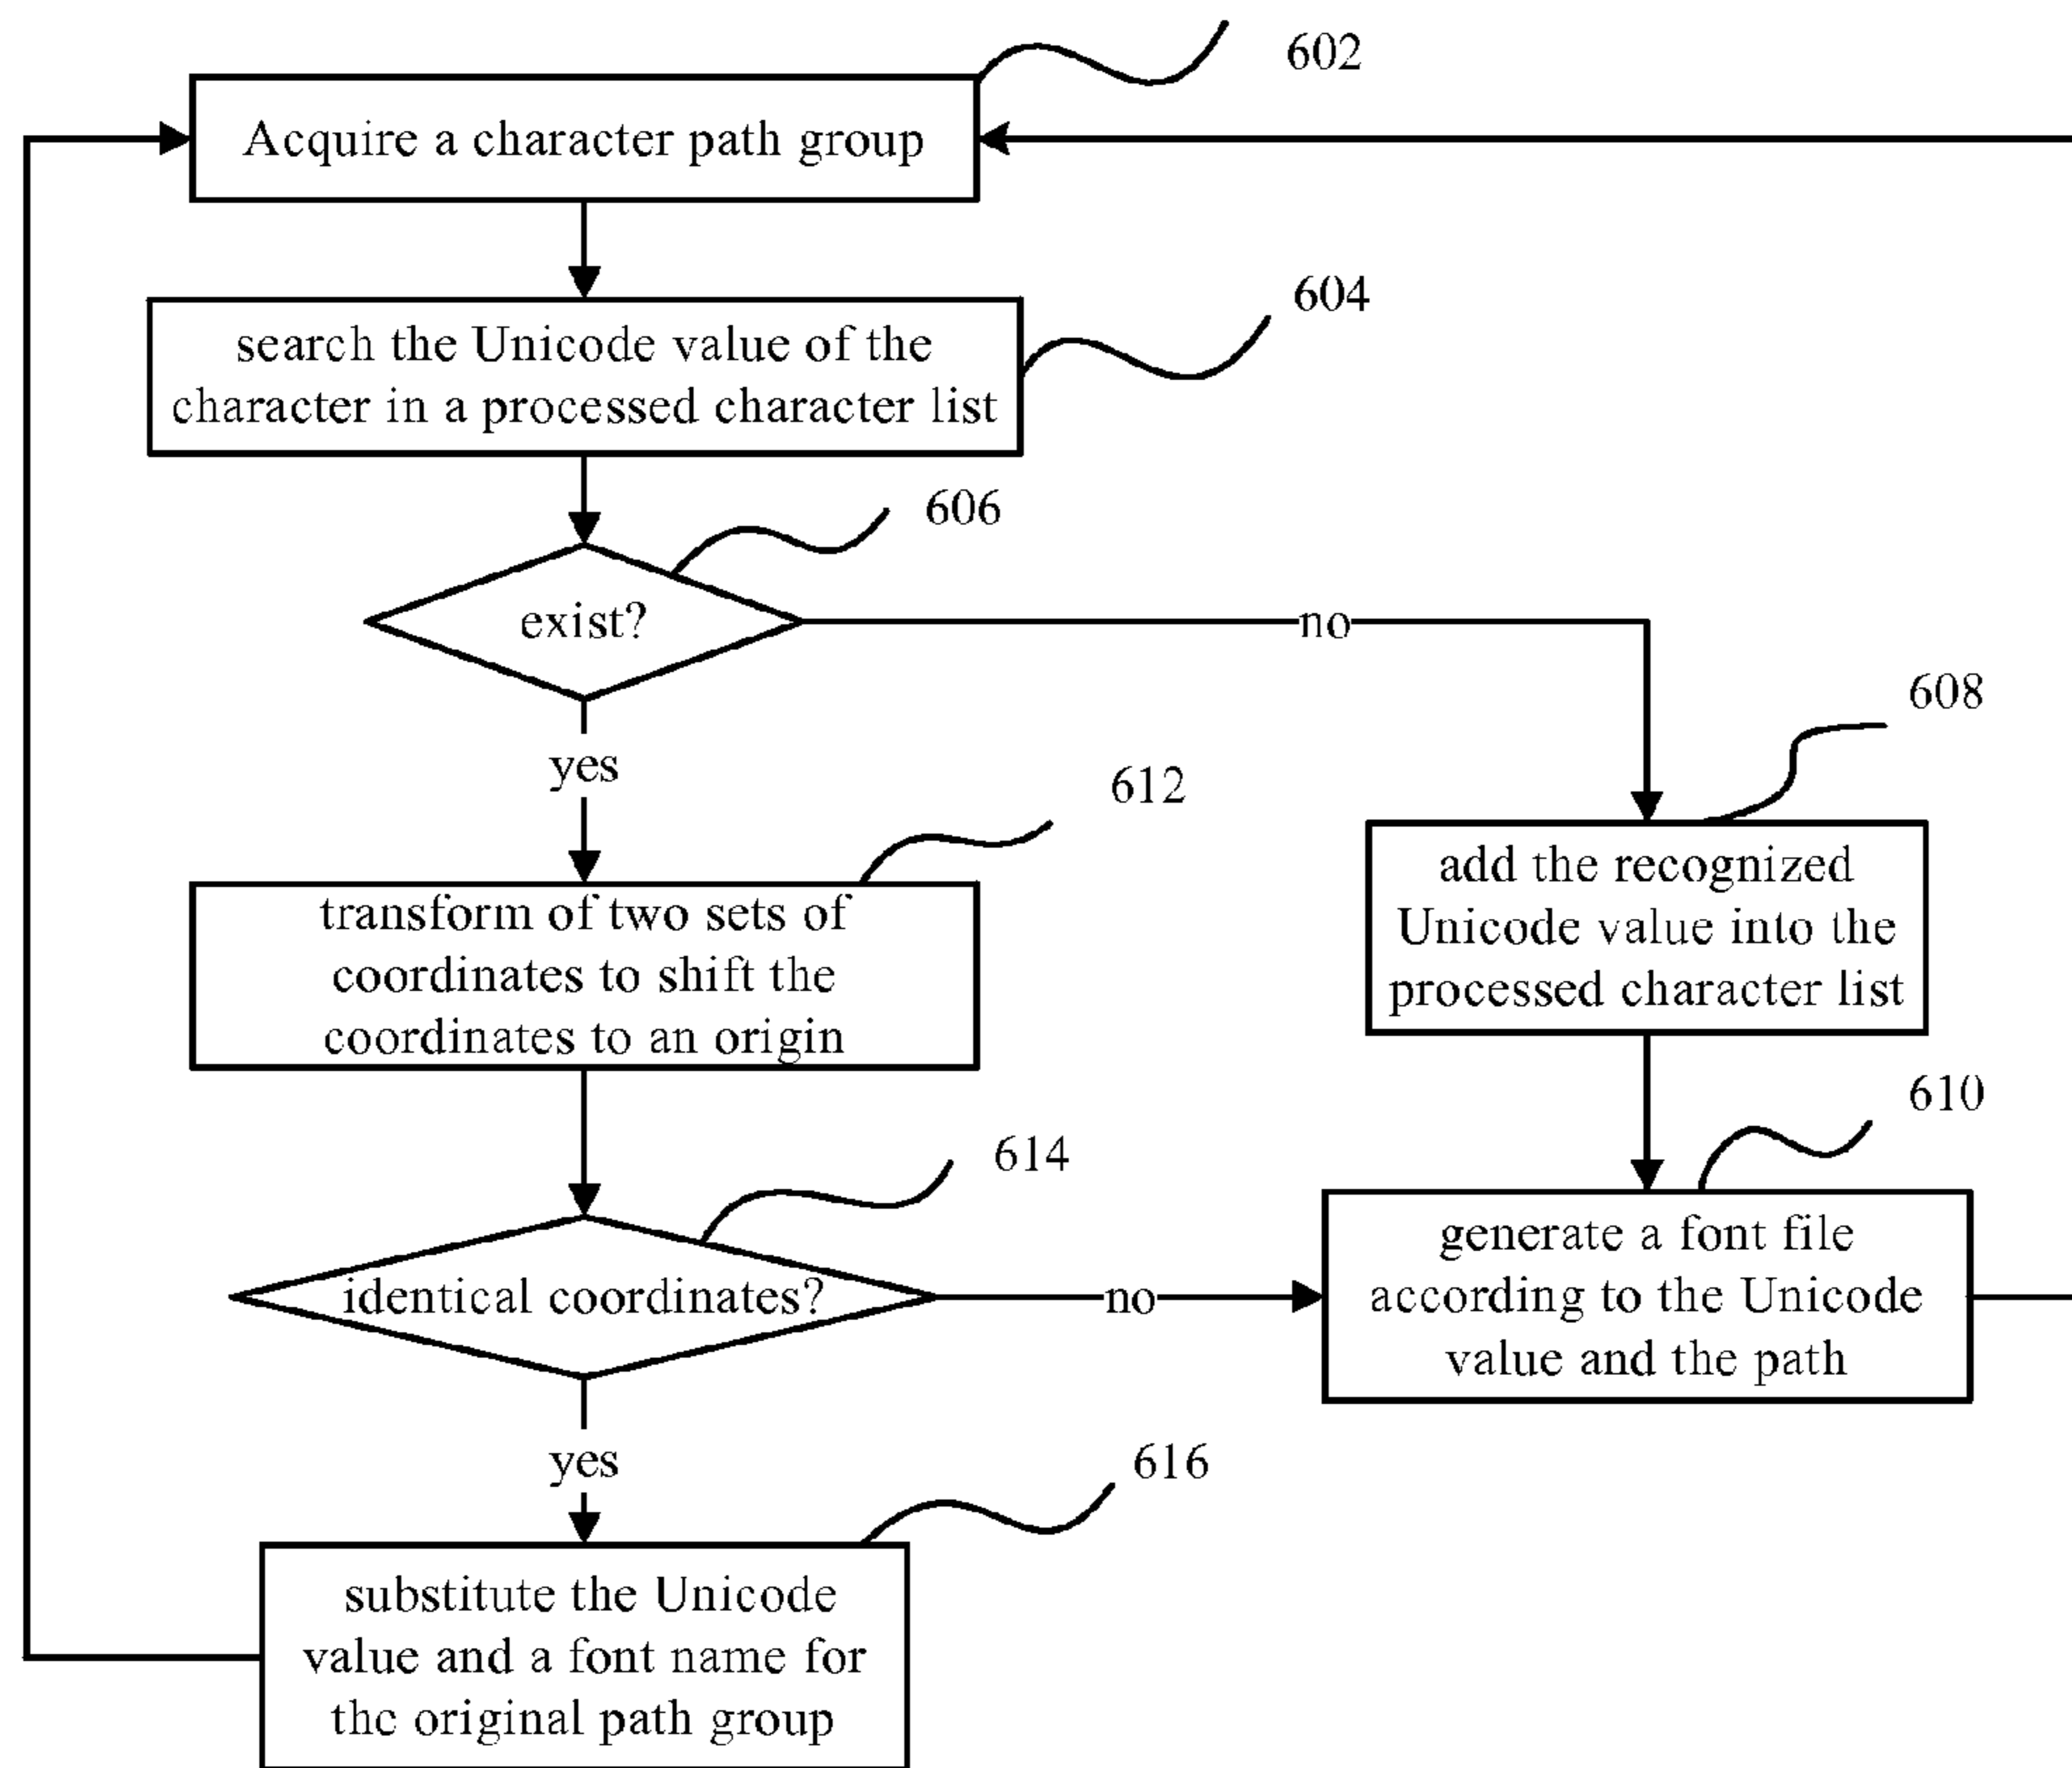 602
Acquire a character path group
604
search the Unicode value of the
character in a processed character list
606
exist?
no
608
yes
612
add the recognized
Unicode value into the
processed character list
transform of two sets of
coordinates to shift the
coordinates to an origin
610
614
identical coordinates?
no
generate a font file
according to the Unicode
value and the path
yes
616
substitute the Unicode
value and a font name for
the original path group